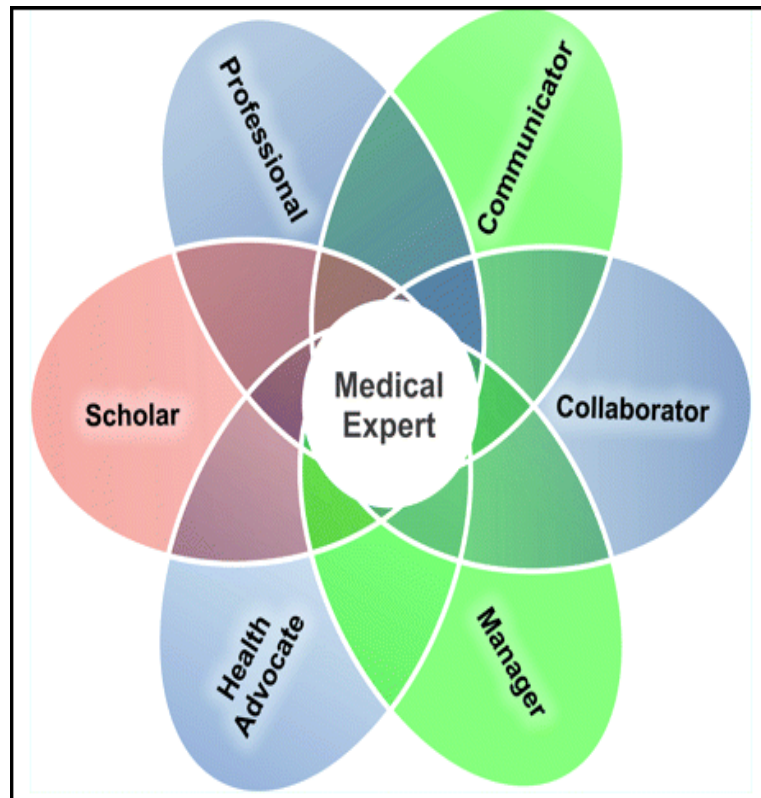 Professional
Communicator
Scholar
Medical
Expert
Collaborator
Health
Advocate
Manager